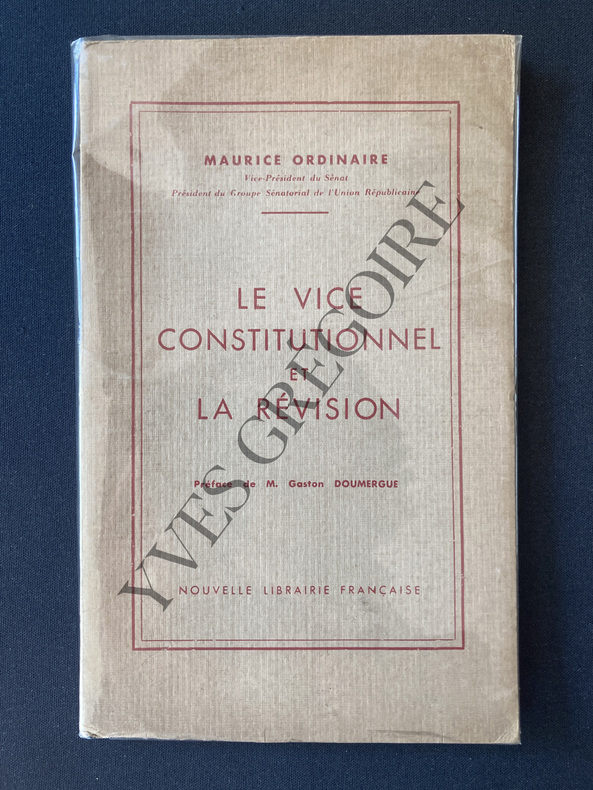 MAURICE ORDINAIRE
Vice-Président du Sénat
Président du Groupe Sénatorial de l'Union Républicaine
LE VICE
CONSTITUTIONNEL
ET
LA RÉVISION
Préface de M. Gaston DOUMERGUE
NOUVELLE LIBRAIRIE FRANÇAISE
YVES GREGOIRE